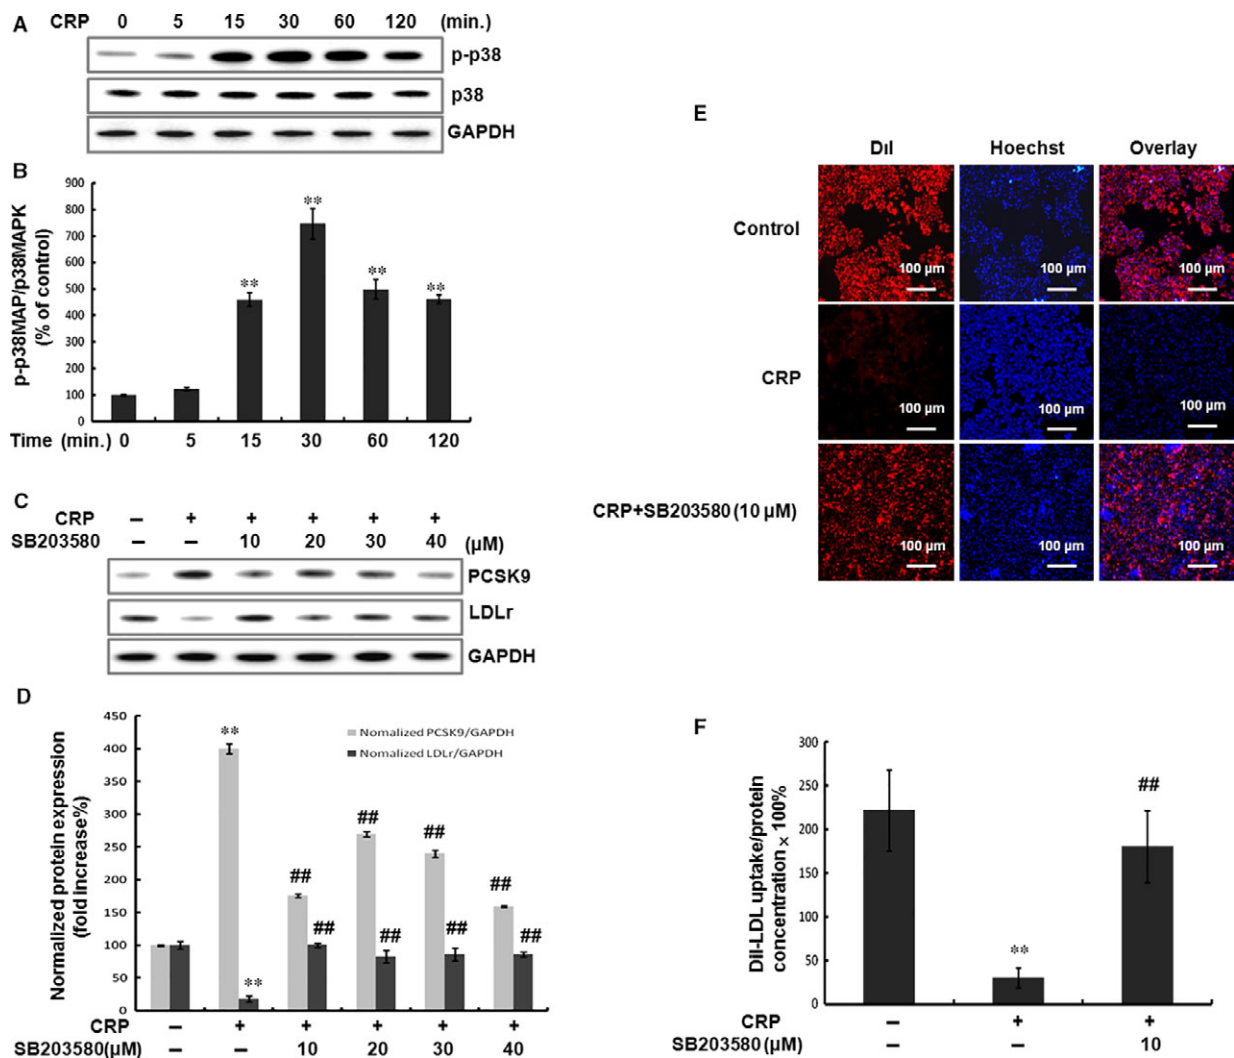 A
CRP 0 5 15 30 60 120 (min.)
p-p38
p38
GAPDH
B
p-p38MAP/p38MAPK
(% of control)
900
800
700
600
500
400
300
200
100
0
**
**
**
**
Time (min.) 0 5 15 30 60 120
C
CRP – + + + + +
SB203580 – – 10 20 30 40 (µM)
PCSK9
LDLr
GAPDH
D
Normalized protein expression
(fold increase%)
450
400
350
300
250
200
150
100
50
0
Nomalized PCSK9/GAPDH
Nomalized LDLr/GAPDH
**
**
##
##
##
##
##
##
##
##
CRP – + + + + +
SB203580(µM) – – 10 20 30 40
E
DiI Hoechst Overlay
Control
100 µm 100 µm 100 µm
CRP
100 µm 100 µm 100 µm
CRP+SB203580 (10 µM)
100 µm 100 µm 100 µm
F
DiI-LDL uptake/protein
concentration × 100%
300
250
200
150
100
50
0
**
##
CRP – + +
SB203580 (µM) – – 10